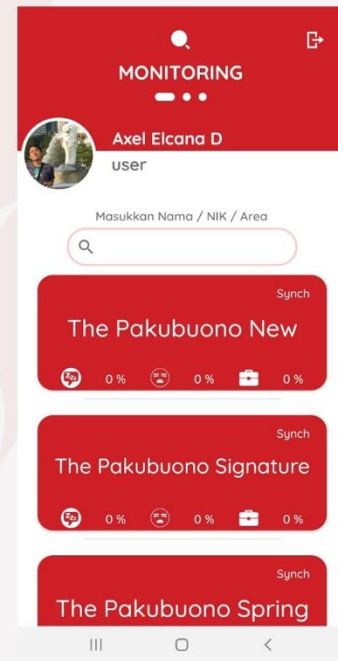 MONITORING
Axel Elcana D
user
Masukkan Nama / NIK / Area
Synch
The Pakubuono New
0 % 0 % 0 %
Synch
The Pakubuono Signature
0 % 0 % 0 %
Synch
The Pakubuono Spring